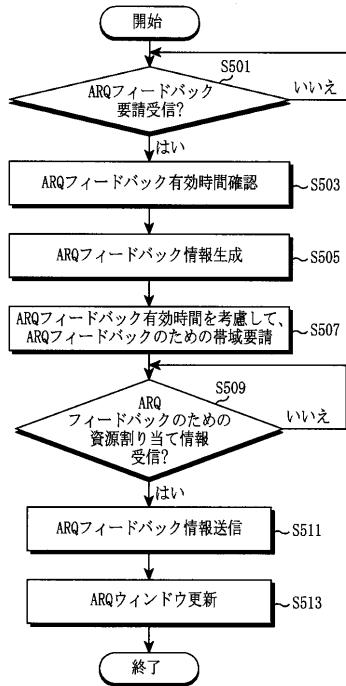 開始
S501
ARQフィードバック
要請受信?
いいえ
はい
ARQフィードバック有効時間確認
S503
ARQフィードバック情報生成
S505
ARQフィードバック有効時間を考慮して、
ARQフィードバックのための帯域要請
S507
S509
ARQ
フィードバックのための
資源割り当て情報
受信?
いいえ
はい
ARQフィードバック情報送信
S511
ARQウィンドウ更新
S513
終了